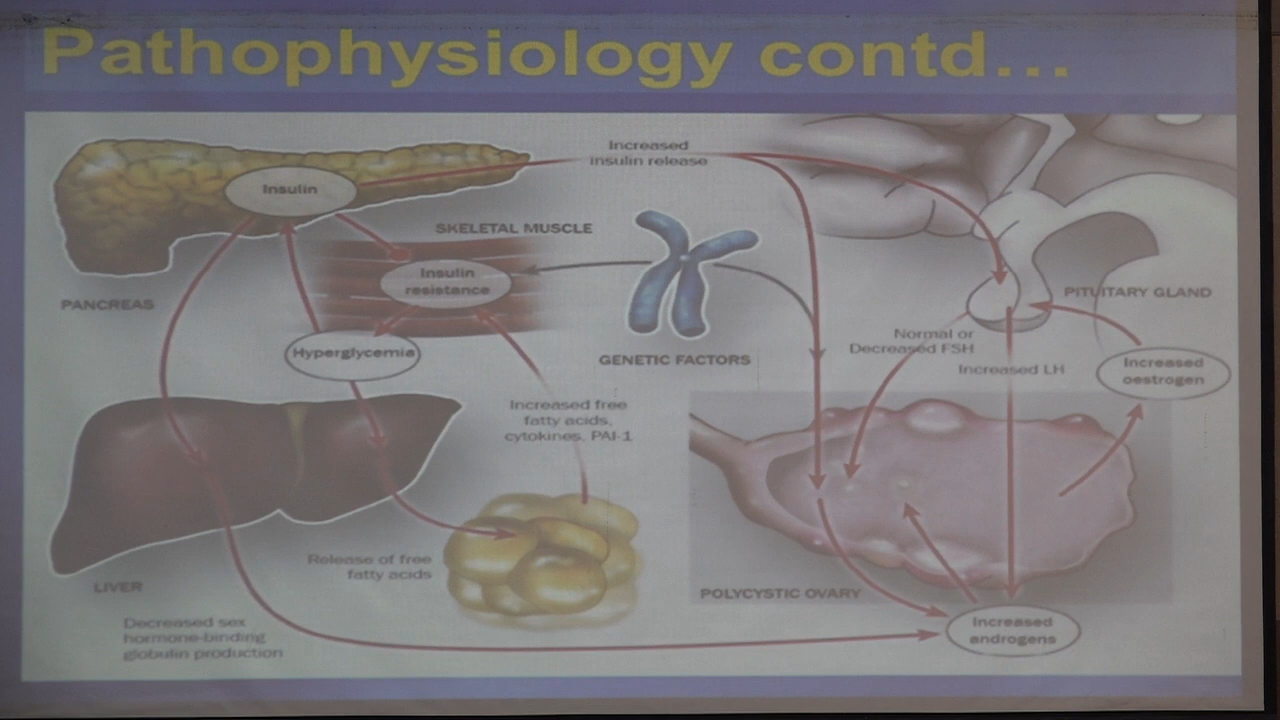 Pathophysiology contd...
Increased
insulin release
Insulin
SKELETAL MUSCLE
Insulin
resistance
PANCREAS
PITUITARY GLAND
Hyperglycemia
GENETIC FACTORS
Normal or
Decreased FSH
Increased LH
Increased
oestrogen
Increased free
fatty acids,
cytokines, PAI-1
Release of free
fatty acids
LIVER
POLYCYSTIC OVARY
Decreased sex
hormone-binding
globulin production
Increased
androgens